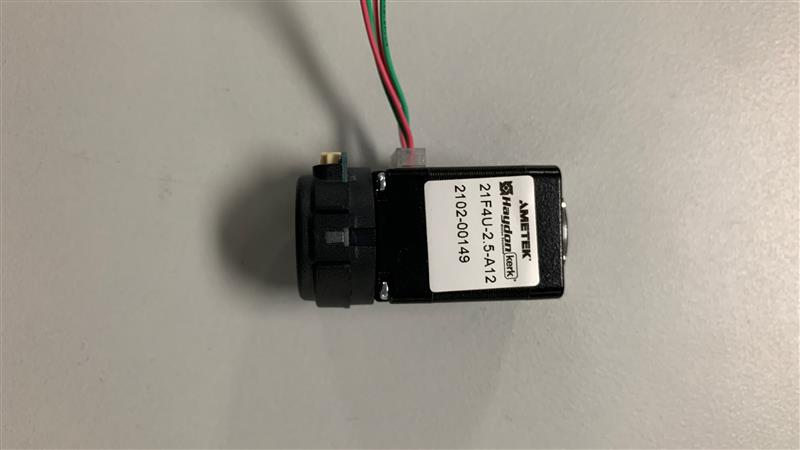 AMETEK
Haydon kerk
21F4U-2.5-A12
2102-00149